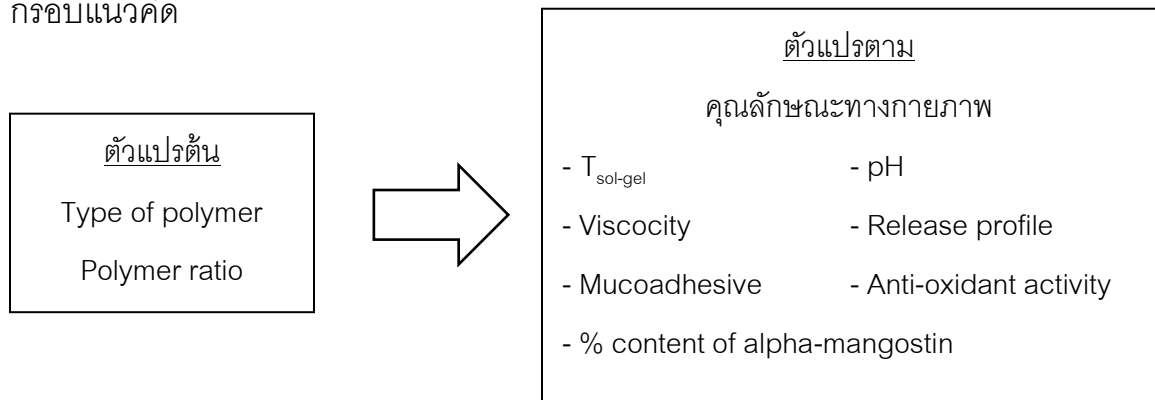 กรอบแนวคิด
ตัวแปรต้น
Type of polymer
Polymer ratio
ตัวแปรตาม
คุณลักษณะทางกายภาพ
- Tsol-gel - pH
- Viscocity - Release profile
- Mucoadhesive - Anti-oxidant activity
- % content of alpha-mangostin